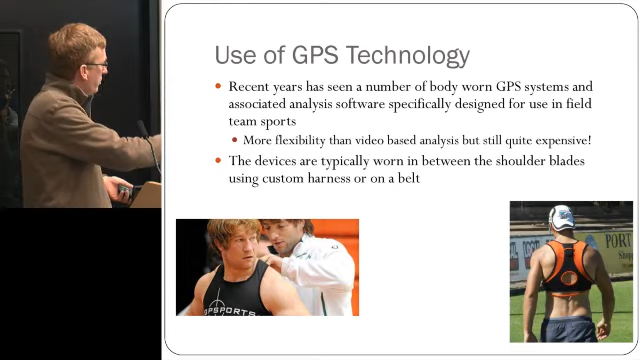 Use of GPS Technology
Recent years has seen a number of body worn GPS systems and
associated analysis software specifically designed for use in field
team sports
More flexibility than video based analysis but still quite expensive!
The devices are typically worn in between the shoulder blades
using custom harness or on a belt
GPSPORTS
PORT